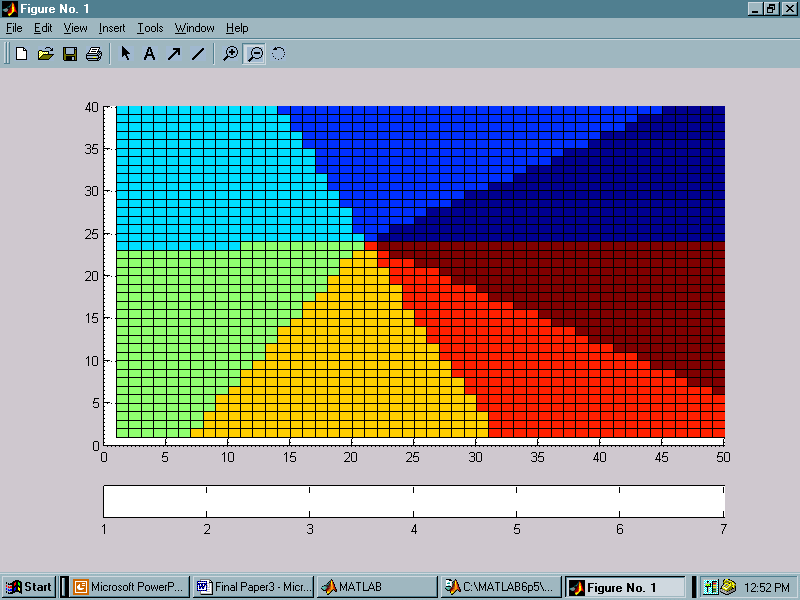 Figure No. 1
File Edit View Insert Tools Window Help
A
40
35
30
25
20
15
10
5
0
0 5 10 15 20 25 30 35 40 45 50
1 2 3 4 5 6 7
Start Microsoft PowerP... Final Paper3 - Micr... MATLAB C:\MATLAB6p5\... Figure No. 1 12:52 PM